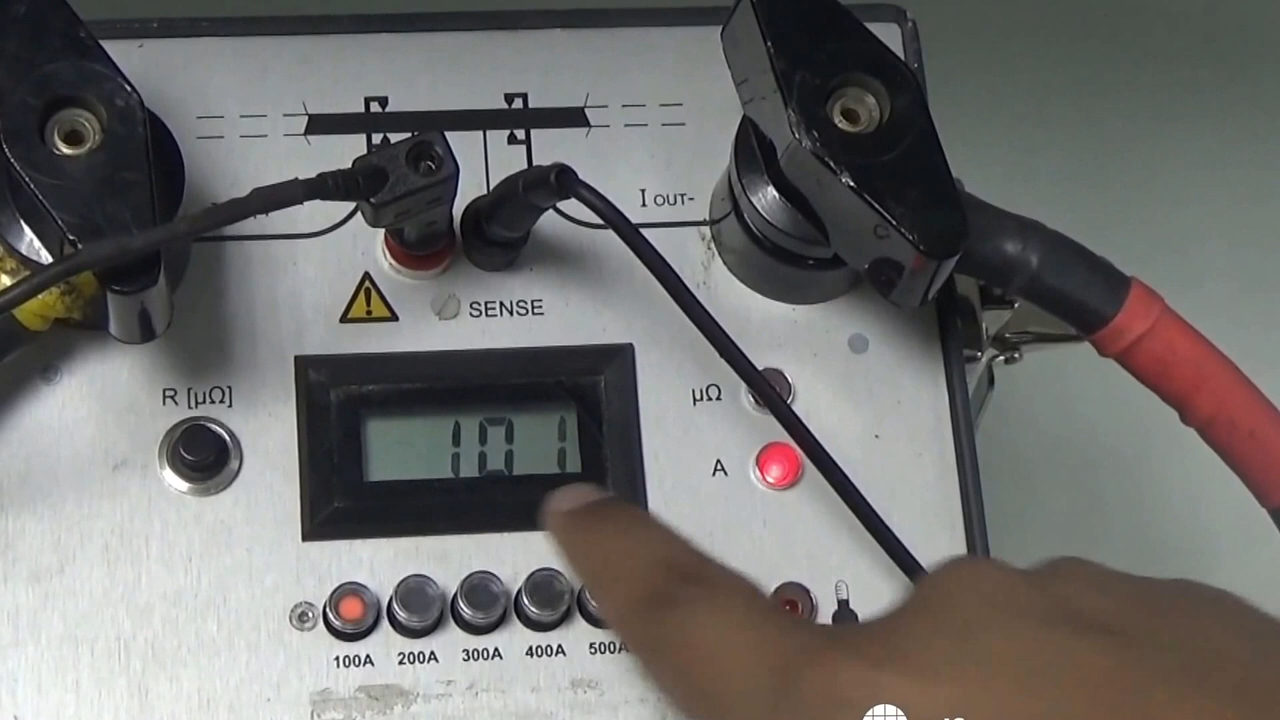 I OUT-
SENSE
R [µΩ]
µΩ
101
A
100A 200A 300A 400A 500A